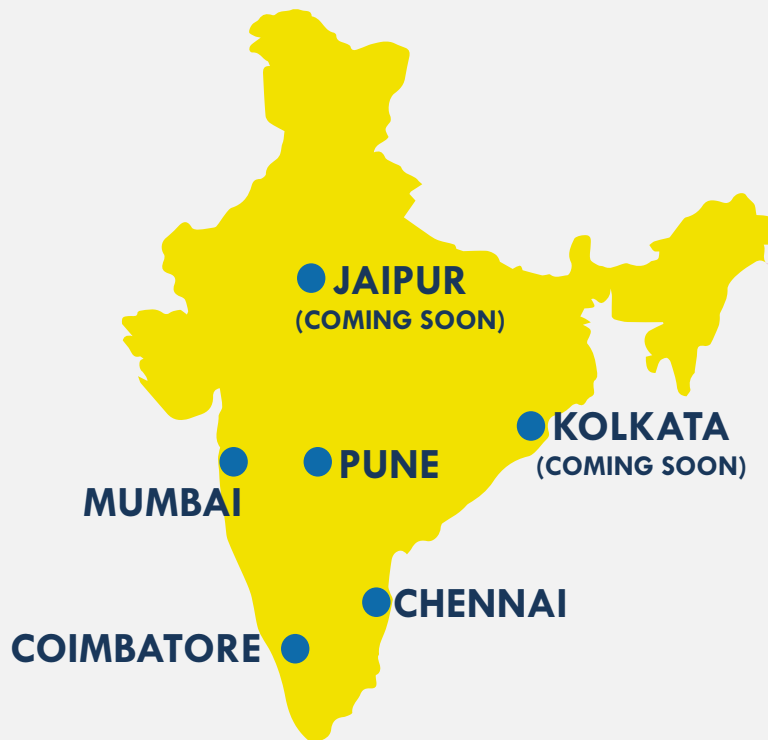 JAIPUR
(COMING SOON)
KOLKATA
(COMING SOON)
PUNE
MUMBAI
CHENNAI
COIMBATORE